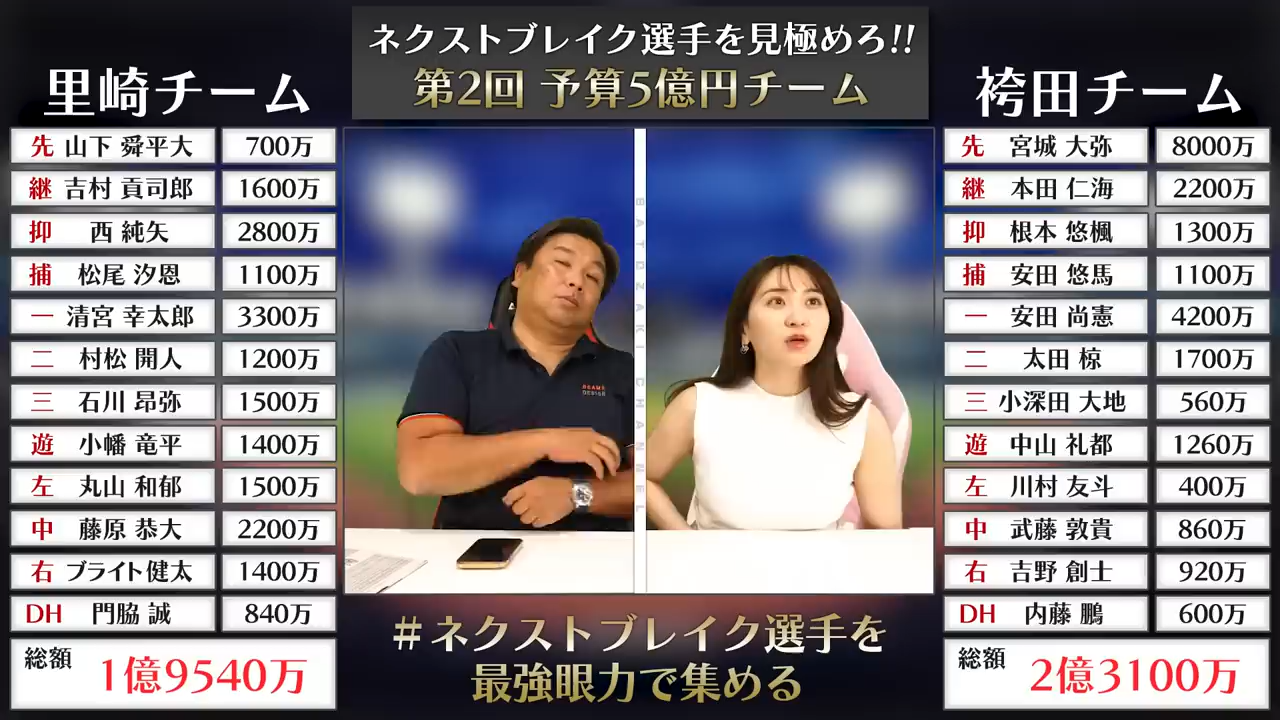 ネクストブレイク選手を見極めろ!!
第2回 予算5億円チーム
里崎チーム
先 山下 舜平大 700万
継 吉村 貢司郎 1600万
抑 西 純矢 2800万
捕 松尾 汐恩 1100万
一 清宮 幸太郎 3300万
二 村松 開人 1200万
三 石川 昂弥 1500万
遊 小幡 竜平 1400万
左 丸山 和郁 1500万
中 藤原 恭大 2200万
右 ブライト健太 1400万
DH 門脇 誠 840万
総額 1億9540万
BATOZAKI CHANNEL
BEAMS
DESIGN
袴田チーム
先 宮城 大弥 8000万
継 本田 仁海 2200万
抑 根本 悠楓 1300万
捕 安田 悠馬 1100万
一 安田 尚憲 4200万
二 太田 椋 1700万
三 小深田 大地 560万
遊 中山 礼都 1260万
左 川村 友斗 400万
中 武藤 敦貴 860万
右 吉野 創士 920万
DH 内藤 鵬 600万
総額 2億3100万
#ネクストブレイク選手を
最強眼力で集める